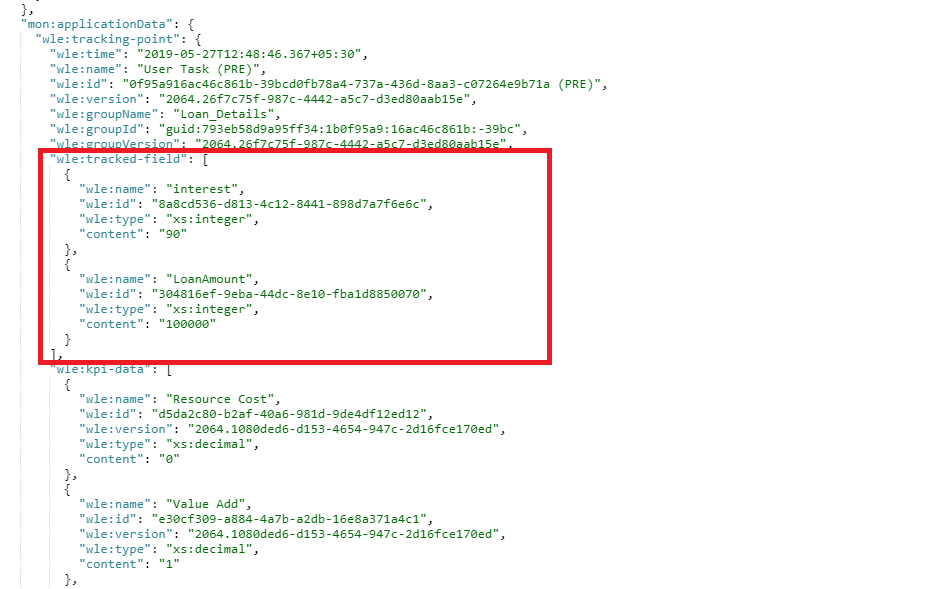 },
"mon:applicationData": {
"wle:tracking-point": {
"wle:time": "2019-05-27T12:48:46.367+05:30",
"wle:name": "User Task (PRE)",
"wle:id": "0f95a916ac46c861b-39bcd0fb78a4-737a-436d-8aa3-c07264e9b71a (PRE)",
"wle:version": "2064.26f7c75f-987c-4442-a5c7-d3ed80aab15e",
"wle:groupName": "Loan_Details",
"wle:groupId": "guid:793eb58d9a95ff34:1b0f95a9:16ac46c861b:-39bc",
"wle:groupVersion": "2064.26f7c75f-987c-4442-a5c7-d3ed80aab15e",
"wle:tracked-field": [
{
"wle:name": "interest",
"wle:id": "8a8cd536-d813-4c12-8441-898d7a7f6e6c",
"wle:type": "xs:integer",
"content": "90"
},
{
"wle:name": "LoanAmount",
"wle:id": "304816ef-9eba-44dc-8e10-fba1d8850070",
"wle:type": "xs:integer",
"content": "100000"
}
],
"wle:kpi-data": [
{
"wle:name": "Resource Cost",
"wle:id": "d5da2c80-b2af-40a6-981d-9de4df12ed12",
"wle:version": "2064.1080ded6-d153-4654-947c-2d16fce170ed",
"wle:type": "xs:decimal",
"content": "0"
},
{
"wle:name": "Value Add",
"wle:id": "e30cf309-a884-4a7b-a2db-16e8a371a4c1",
"wle:version": "2064.1080ded6-d153-4654-947c-2d16fce170ed",
"wle:type": "xs:decimal",
"content": "1"
},